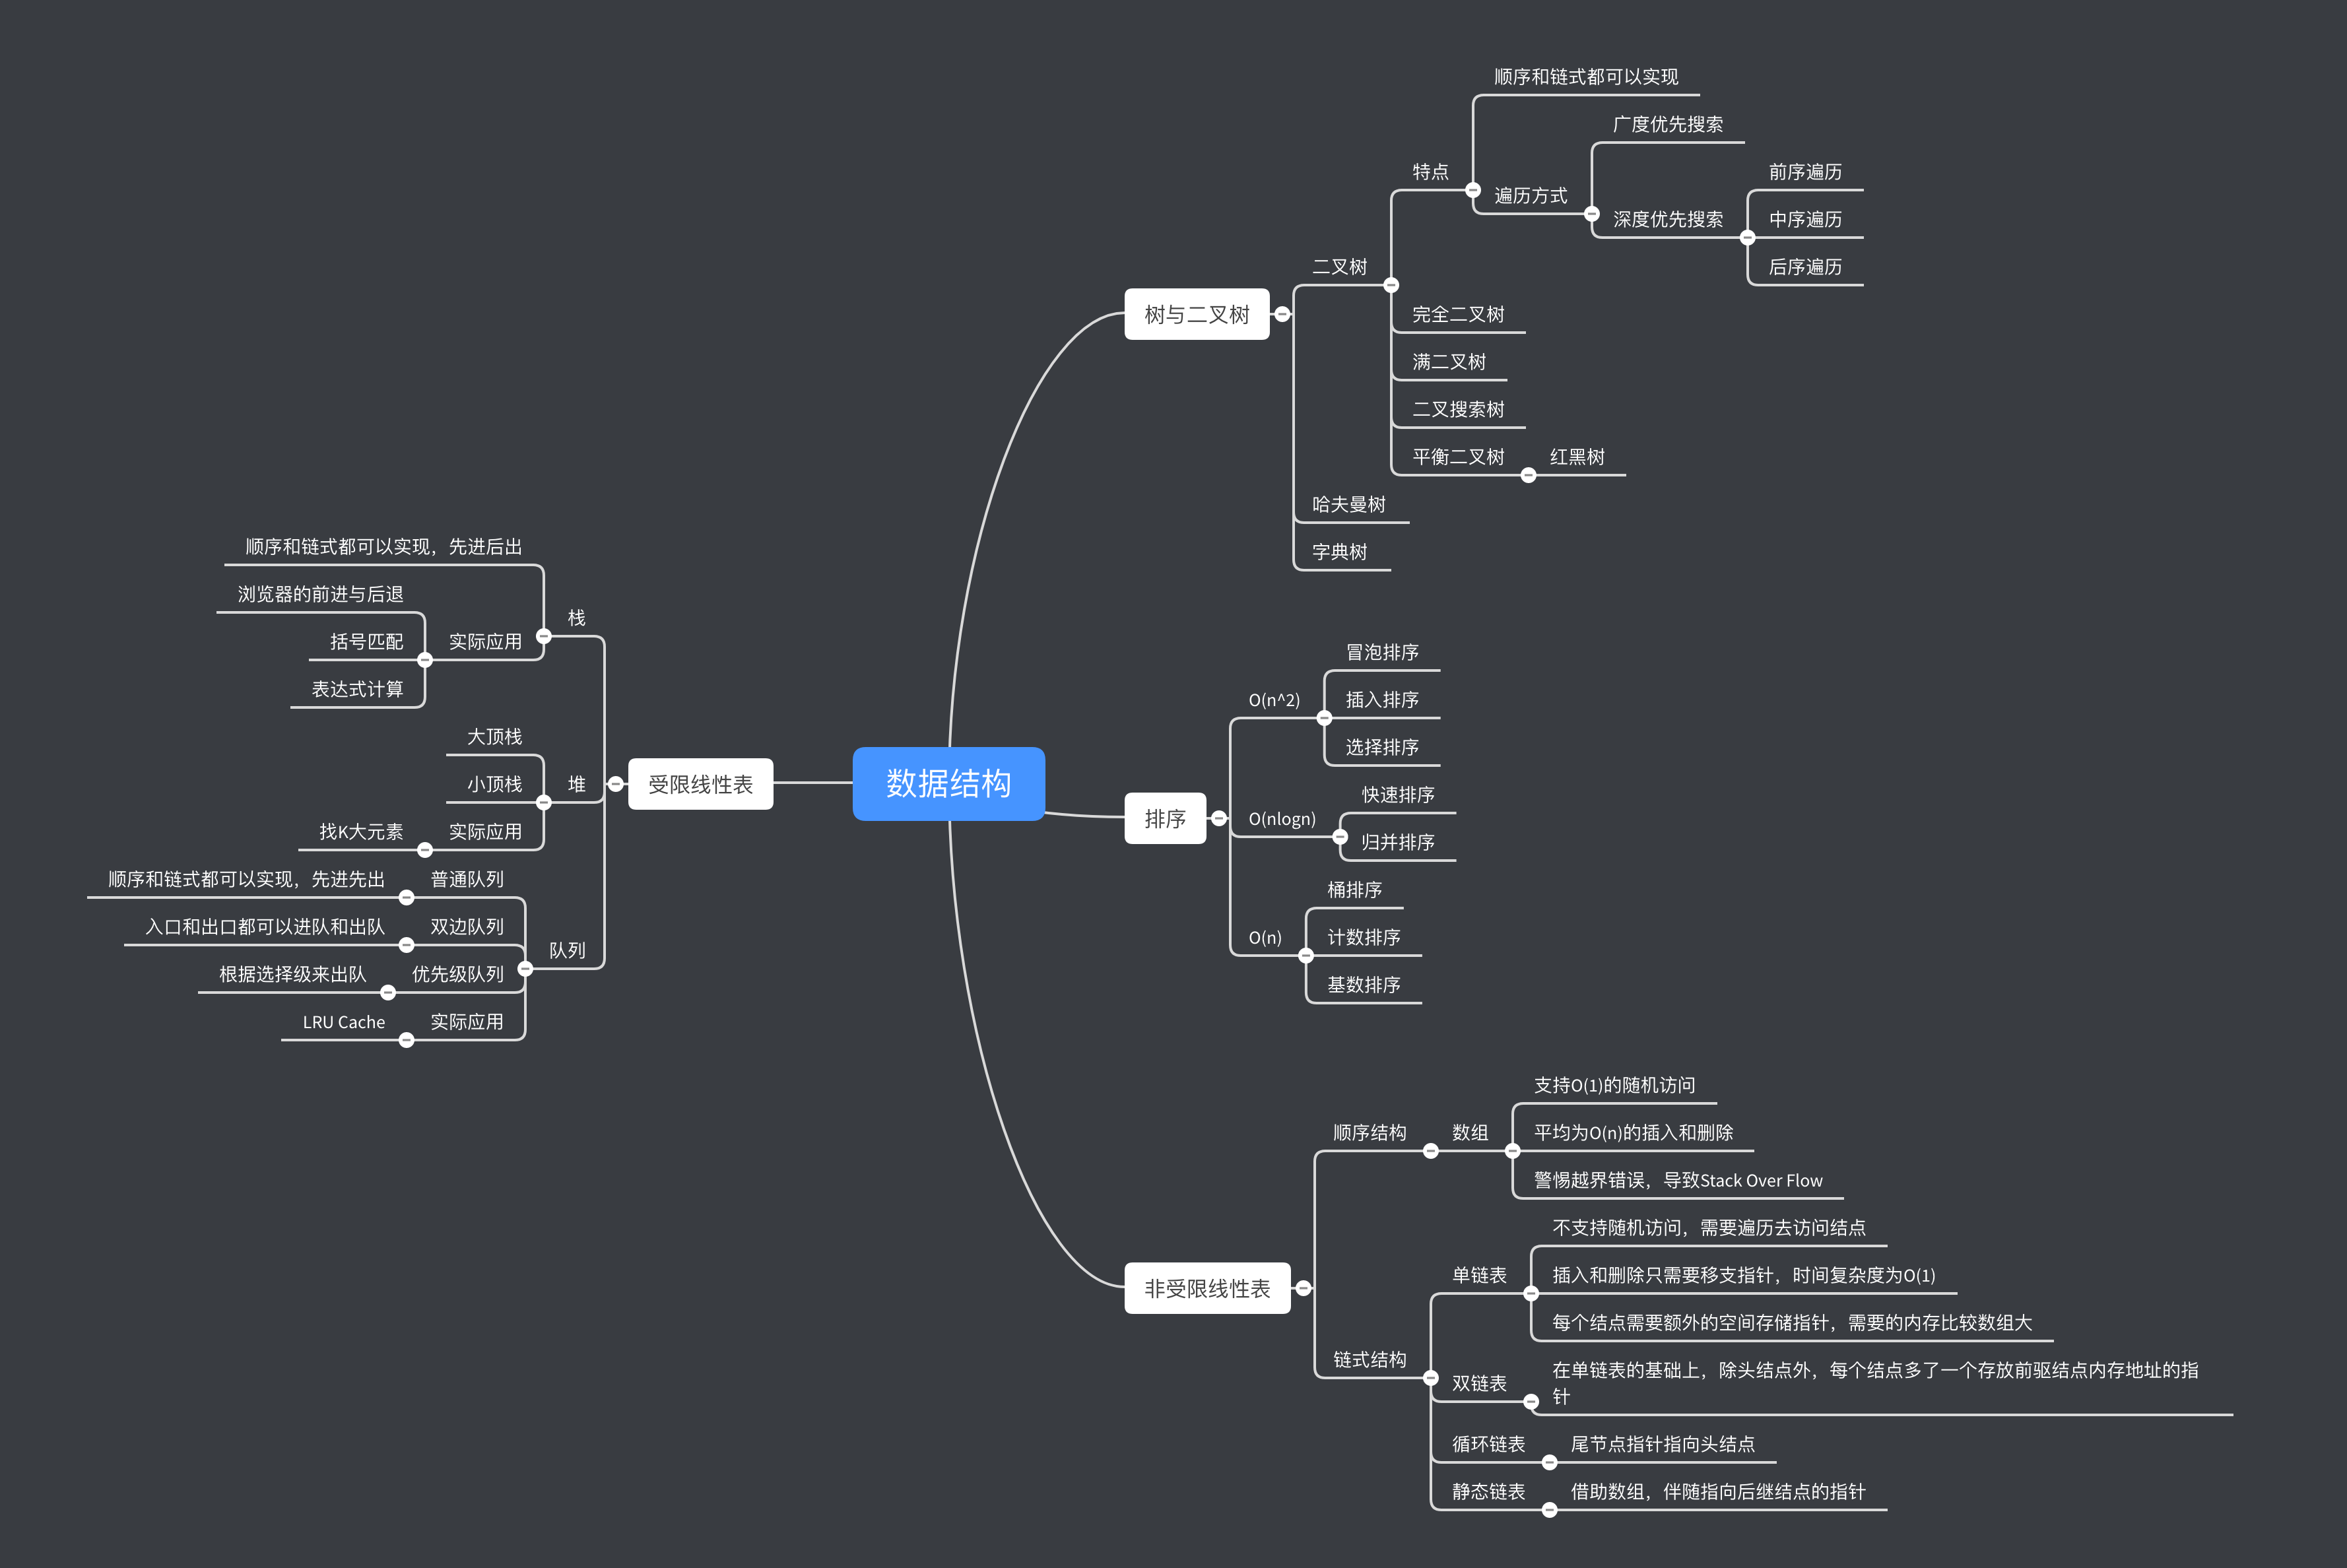 数据结构
树与二叉树
二叉树
特点
顺序和链式都可以实现
遍历方式
广度优先搜索
深度优先搜索
前序遍历
中序遍历
后序遍历
完全二叉树
满二叉树
二叉搜索树
平衡二叉树
红黑树
哈夫曼树
字典树
排序
O(n^2)
冒泡排序
插入排序
选择排序
O(nlogn)
快速排序
归并排序
O(n)
桶排序
计数排序
基数排序
非受限线性表
顺序结构
数组
支持O(1)的随机访问
平均为O(n)的插入和删除
警惕越界错误，导致Stack Over Flow
链式结构
单链表
不支持随机访问，需要遍历去访问结点
插入和删除只需要移支指针，时间复杂度为O(1)
每个结点需要额外的空间存储指针，需要的内存比较数组大
双链表
在单链表的基础上，除头结点外，每个结点多了一个存放前驱结点内存地址的指
针
循环链表
尾节点指针指向头结点
静态链表
借助数组，伴随指向后继结点的指针
受限线性表
栈
顺序和链式都可以实现，先进后出
实际应用
浏览器的前进与后退
括号匹配
表达式计算
堆
大顶栈
小顶栈
实际应用
找K大元素
队列
普通队列
顺序和链式都可以实现，先进先出
双边队列
入口和出口都可以进队和出队
优先级队列
根据选择级来出队
实际应用
LRU Cache